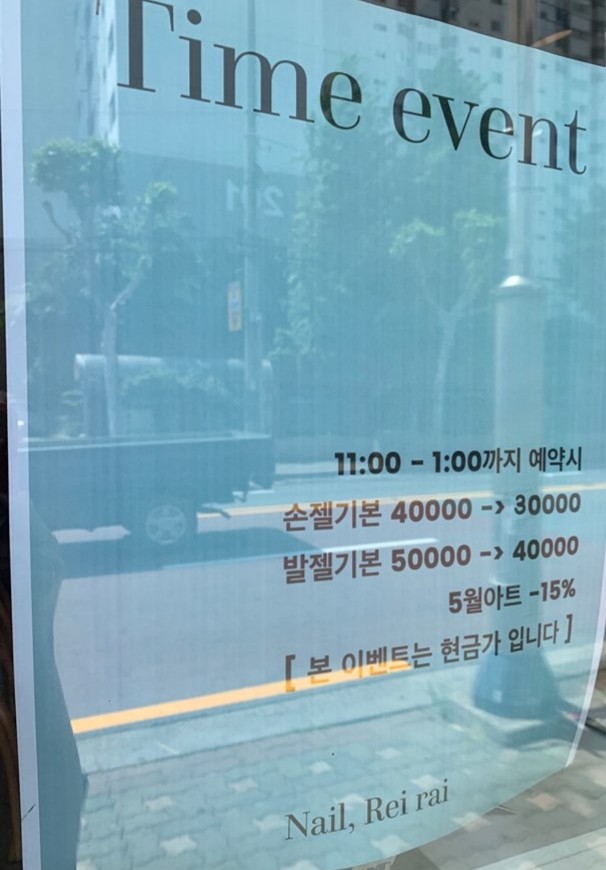 Time event
11:00 - 1:00까지 예약시
손젤기본 40000 -> 30000
발젤기본 50000 -> 40000
5월아트 -15%
[ 본 이벤트는 현금가 입니다 ]
Nail, Rei rai
201